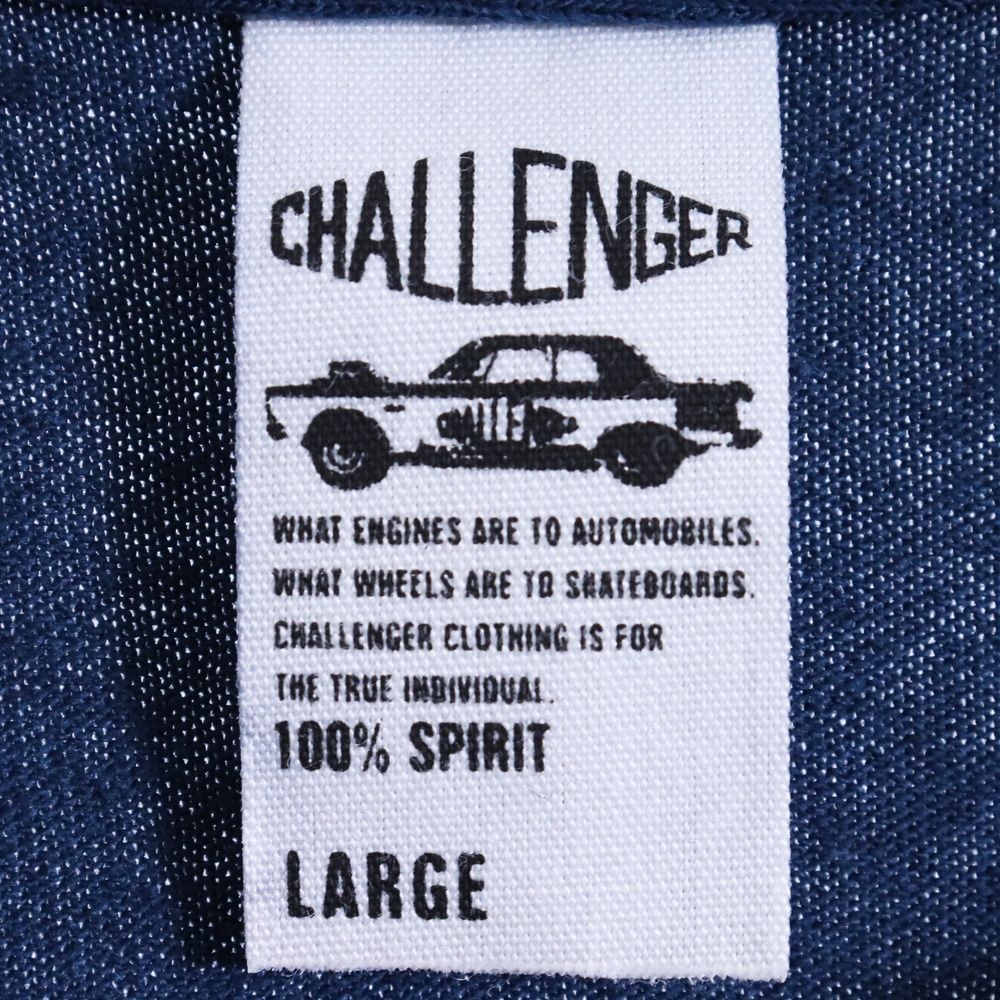 CHALLENGER
WHAT ENGINES ARE TO AUTOMOBILES.
WHAT WHEELS ARE TO SKATEBOARDS.
CHALLENGER CLOTHING IS FOR
THE TRUE INDIVIDUAL.
100% SPIRIT
LARGE